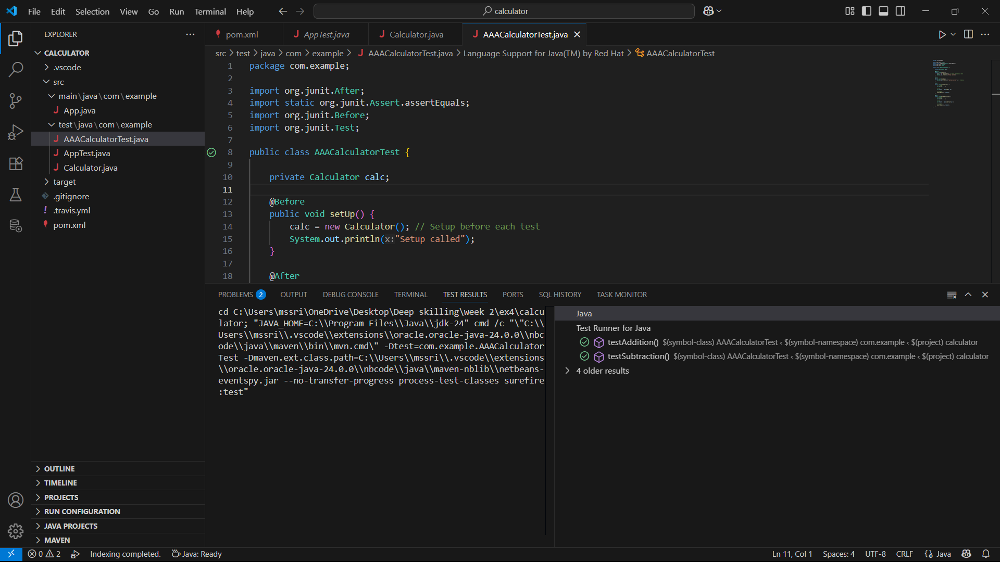 File Edit Selection View Go Run Terminal Help
calculator
EXPLORER
CALCULATOR
.vscode
src
main\java\com\example
J App.java
test\java\com\example
J AAACalculatorTest.java
J AppTest.java
J Calculator.java
target
.gitignore
! .travis.yml
pom.xml
OUTLINE
TIMELINE
PROJECTS
RUN CONFIGURATION
JAVA PROJECTS
MAVEN
pom.xml J AppTest.java J Calculator.java J AAACalculatorTest.java
src > test > java > com > example > J AAACalculatorTest.java > Language Support for Java(TM) by Red Hat > AAACalculatorTest
1 package com.example;
2
3 import org.junit.After;
4 import static org.junit.Assert.assertEquals;
5 import org.junit.Before;
6 import org.junit.Test;
7
8 public class AAACalculatorTest {
9
10 private Calculator calc;
11
12 @Before
13 public void setUp() {
14 calc = new Calculator(); // Setup before each test
15 System.out.println(x:"Setup called");
16 }
17
18 @After
PROBLEMS 2 OUTPUT DEBUG CONSOLE TERMINAL TEST RESULTS PORTS SQL HISTORY TASK MONITOR
cd C:\Users\mssri\OneDrive\Desktop\Deep skilling\week 2\ex4\calcu
lator; "JAVA_HOME=C:\\Program Files\\Java\\jdk-24" cmd /c "\"C:\\
Users\\mssri\\.vscode\\extensions\\oracle.oracle-java-24.0.0\\nbc
ode\\java\\maven\\bin\\mvn.cmd\" -Dtest=com.example.AAACalculator
Test -Dmaven.ext.class.path=C:\\Users\\mssri\\.vscode\\extensions
\\oracle.oracle-java-24.0.0\\nbcode\\java\\maven-nblib\\netbeans-
eventspy.jar --no-transfer-progress process-test-classes surefire
:test"
Java
Test Runner for Java
testAddition() $(symbol-class) AAACalculatorTest ‹ $(symbol-namespace) com.example ‹ $(project) calculator
testSubtraction() $(symbol-class) AAACalculatorTest ‹ $(symbol-namespace) com.example ‹ $(project) calculator
4 older results
0 2 Indexing completed. Java: Ready
Ln 11, Col 1 Spaces: 4 UTF-8 CRLF Java